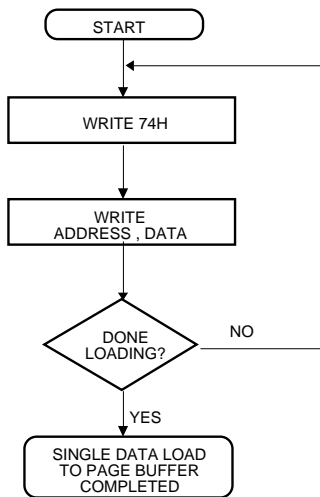 START
WRITE 74H
WRITE
ADDRESS , DATA
DONE
LOADING?
NO
YES
SINGLE DATA LOAD
TO PAGE BUFFER
COMPLETED